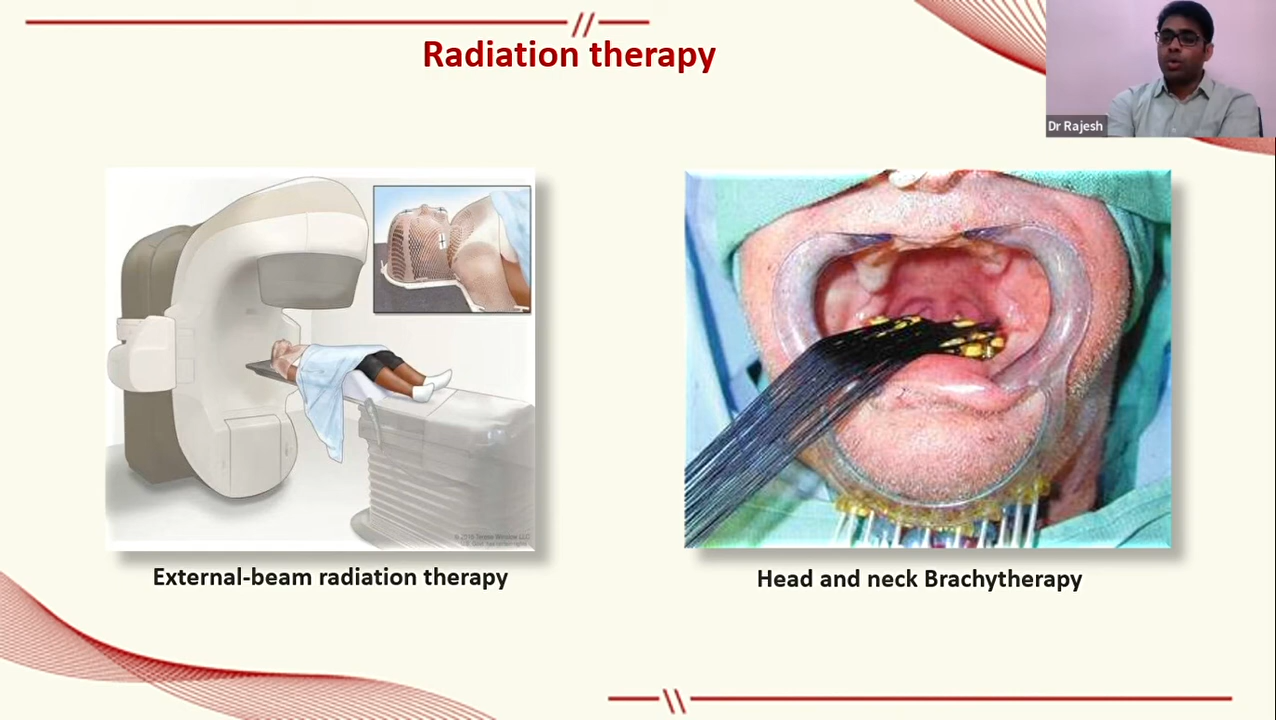 Radiation therapy
Dr Rajesh
External-beam radiation therapy
Head and neck Brachytherapy